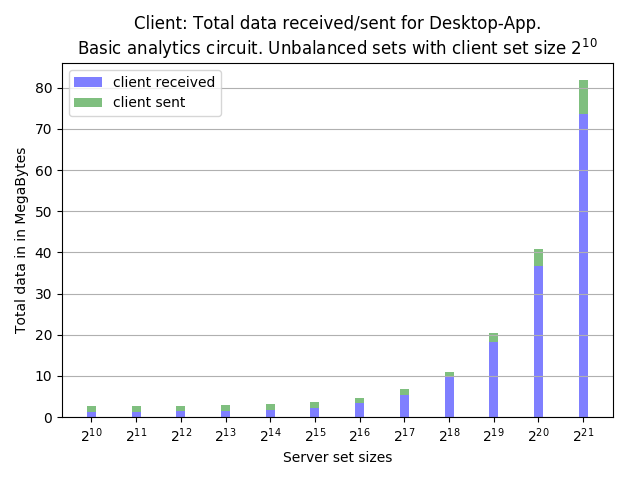 Client: Total data received/sent for Desktop-App.
Basic analytics circuit. Unbalanced sets with client set size 2^10
client received
client sent
80
70
60
50
40
30
20
10
0
Total data in in MegaBytes
2^10 2^11 2^12 2^13 2^14 2^15 2^16 2^17 2^18 2^19 2^20 2^21
Server set sizes